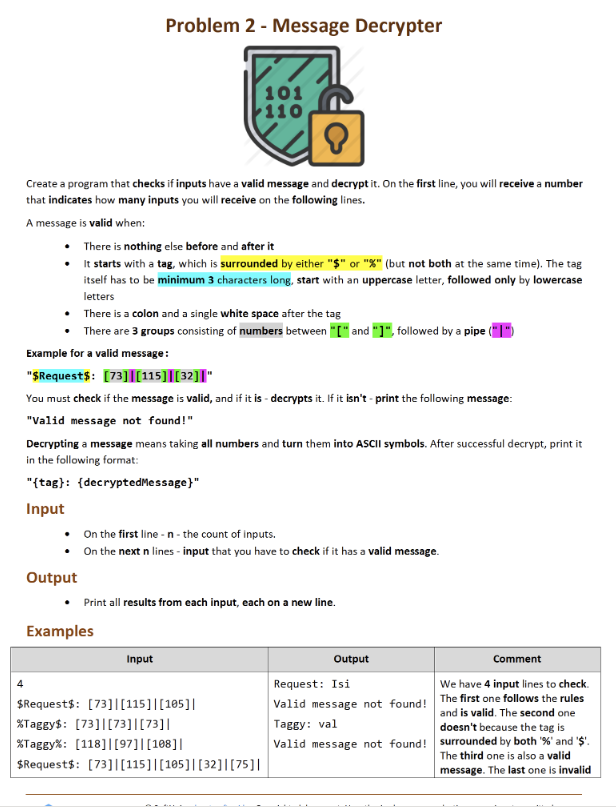 Problem 2 - Message Decrypter
101
110
Create a program that checks if inputs have a valid message and decrypt it. On the first line, you will receive a number
that indicates how many inputs you will receive on the following lines.
A message is valid when:
• There is nothing else before and after it
• It starts with a tag, which is surrounded by either "$" or "%" (but not both at the same time). The tag
itself has to be minimum 3 characters long, start with an uppercase letter, followed only by lowercase
letters
• There is a colon and a single white space after the tag
• There are 3 groups consisting of numbers between "[" and "]", followed by a pipe ("|")
Example for a valid message:
"$Request$: [73]|[115]|[32]|"
You must check if the message is valid, and if it is - decrypts it. If it isn't - print the following message:
"Valid message not found!"
Decrypting a message means taking all numbers and turn them into ASCII symbols. After successful decrypt, print it
in the following format:
"{tag}: {decryptedMessage}"
Input
• On the first line - n - the count of inputs.
• On the next n lines - input that you have to check if it has a valid message.
Output
• Print all results from each input, each on a new line.
Examples
Input Output Comment
4
$Request$: [73]|[115]|[105]|
%Taggy$: [73]|[73]|[73]|
%Taggy%: [118]|[97]|[108]|
$Request$: [73]|[115]|[105]|[32]|[75]|
Request: Isi
Valid message not found!
Taggy: val
Valid message not found!
We have 4 input lines to check.
The first one follows the rules
and is valid. The second one
doesn't because the tag is
surrounded by both '%' and '$'.
The third one is also a valid
message. The last one is invalid